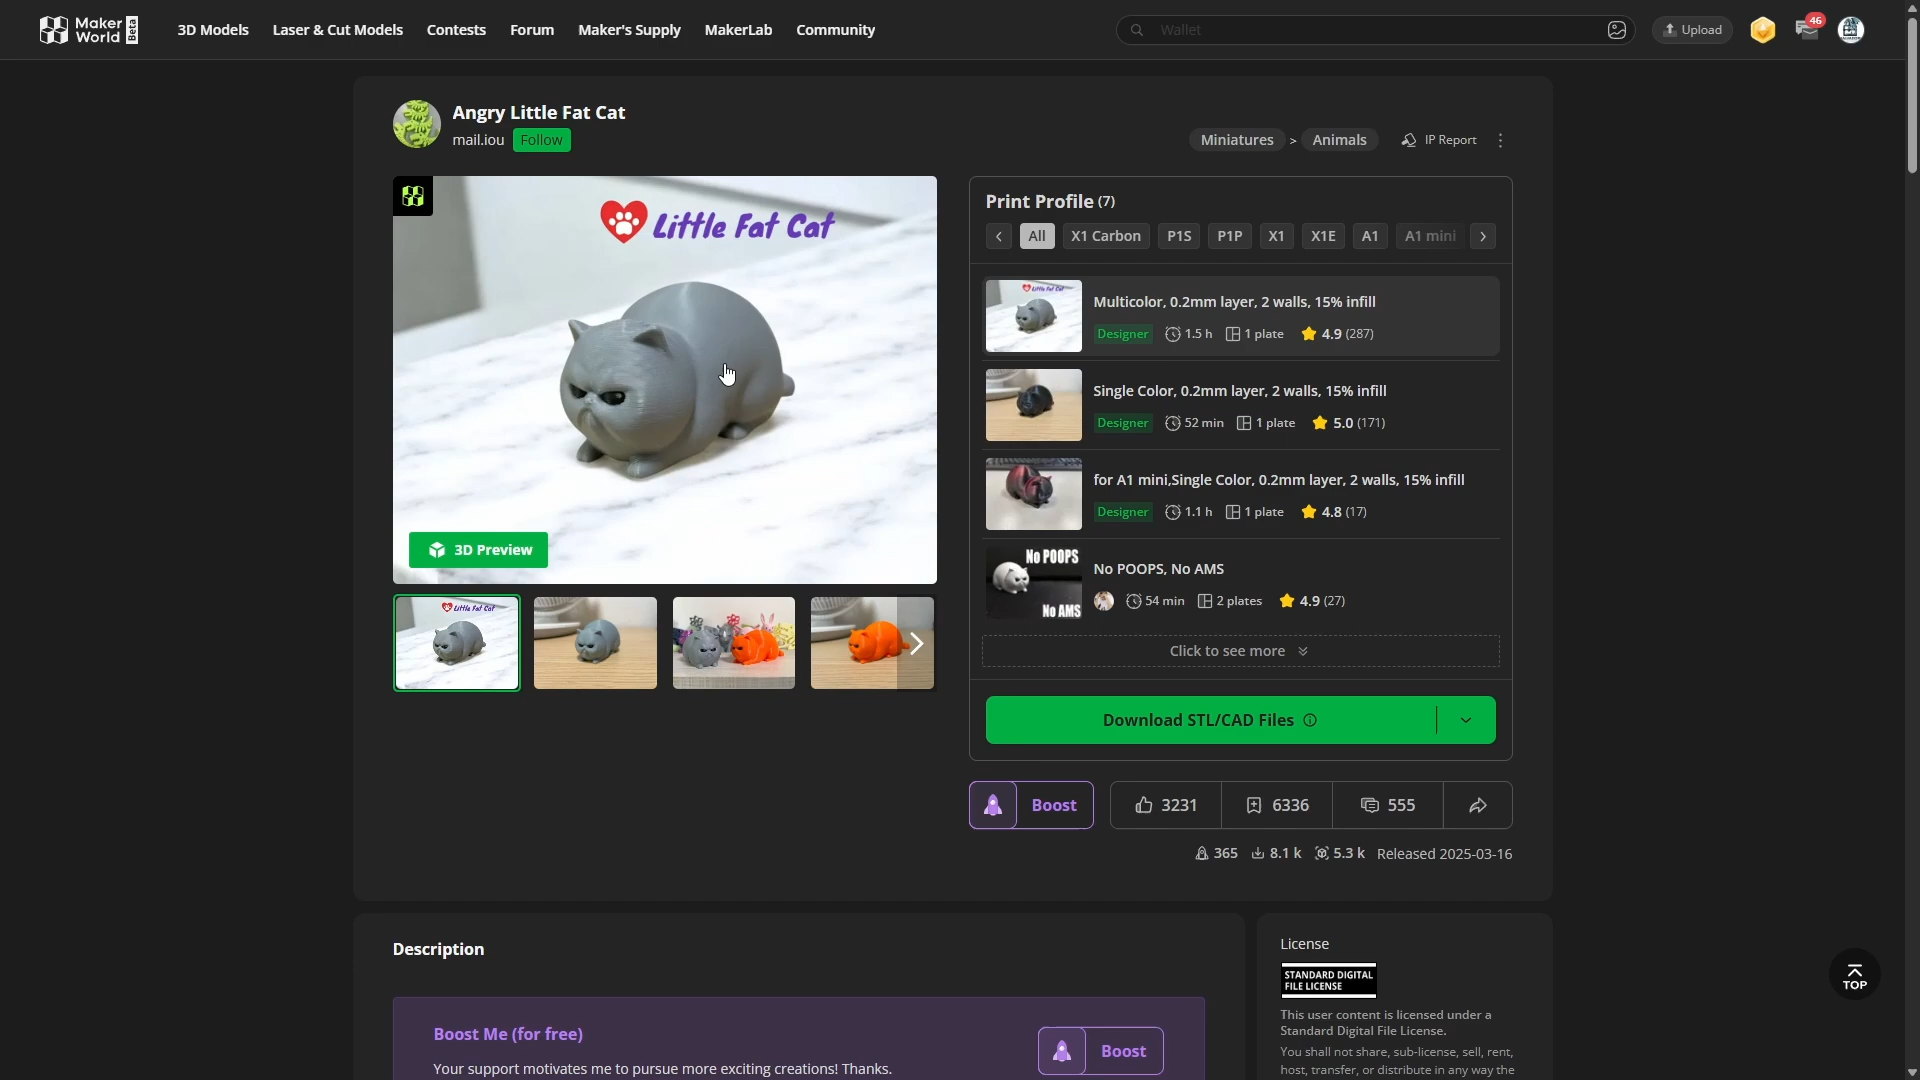 Maker
World
Beta
3D Models
Laser & Cut Models
Contests
Forum
Maker's Supply
MakerLab
Community
Wallet
Upload
46
Angry Little Fat Cat
mail.iou
Follow
Miniatures
>
Animals
IP Report
Little Fat Cat
3D Preview
Little Fat Cat
Print Profile (7)
All
X1 Carbon
P1S
P1P
X1
X1E
A1
A1 mini
Little Fat Cat
Multicolor, 0.2mm layer, 2 walls, 15% infill
Designer
1.5 h
1 plate
4.9 (287)
Single Color, 0.2mm layer, 2 walls, 15% infill
Designer
52 min
1 plate
5.0 (171)
for A1 mini,Single Color, 0.2mm layer, 2 walls, 15% infill
Designer
1.1 h
1 plate
4.8 (17)
No POOPS
No AMS
No POOPS, No AMS
54 min
2 plates
4.9 (27)
Click to see more
Download STL/CAD Files
Boost
3231
6336
555
365
8.1 k
5.3 k
Released 2025-03-16
Description
Boost Me (for free)
Your support motivates me to pursue more exciting creations! Thanks.
Boost
License
STANDARD DIGITAL
FILE LICENSE
This user content is licensed under a
Standard Digital File License.
You shall not share, sub-license, sell, rent,
host, transfer, or distribute in any way the
TOP